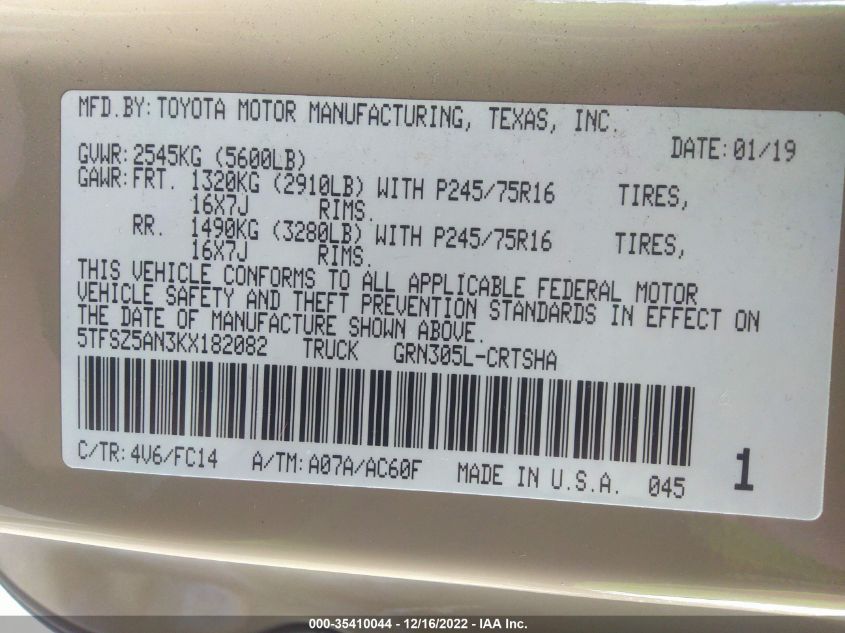 MFD.BY:TOYOTA MOTOR MANUFACTURING, TEXAS, INC.
DATE:01/19
GVWR:2545KG (5600LB)
GAWR:FRT. 1320KG (2910LB) WITH P245/75R16 TIRES,
16X7J RIMS.
RR. 1490KG (3280LB) WITH P245/75R16 TIRES,
16X7J RIMS.
THIS VEHICLE CONFORMS TO ALL APPLICABLE FEDERAL MOTOR
VEHICLE SAFETY AND THEFT PREVENTION STANDARDS IN EFFECT ON
THE DATE OF MANUFACTURE SHOWN ABOVE.
5TFSZ5AN3KX182082 TRUCK GRN305L-CRTSHA
C/TR:4V6/FC14 A/TM:A07A/AC60F MADE IN U.S.A. 045 1
000-35410044 - 12/16/2022 - IAA Inc.